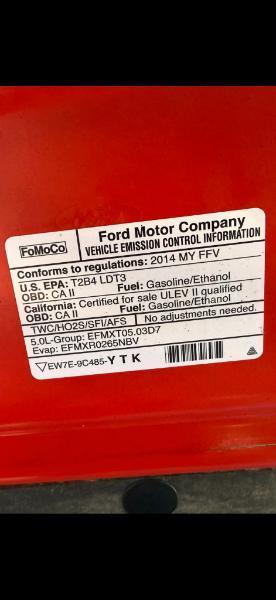 FoMoCo
Ford Motor Company
VEHICLE EMISSION CONTROL INFORMATION
Conforms to regulations: 2014 MY FFV
U.S. EPA: T2B4 LDT3
OBD: CA II Fuel: Gasoline/Ethanol
California: Certified for sale ULEV II qualified
OBD: CA II Fuel: Gasoline/Ethanol
TWC/HO2S/SFI/AFS No adjustments needed.
5.0L-Group: EFMXT05.03D7
Evap: EFMXR0265NBV
EW7E-9C485-Y T K